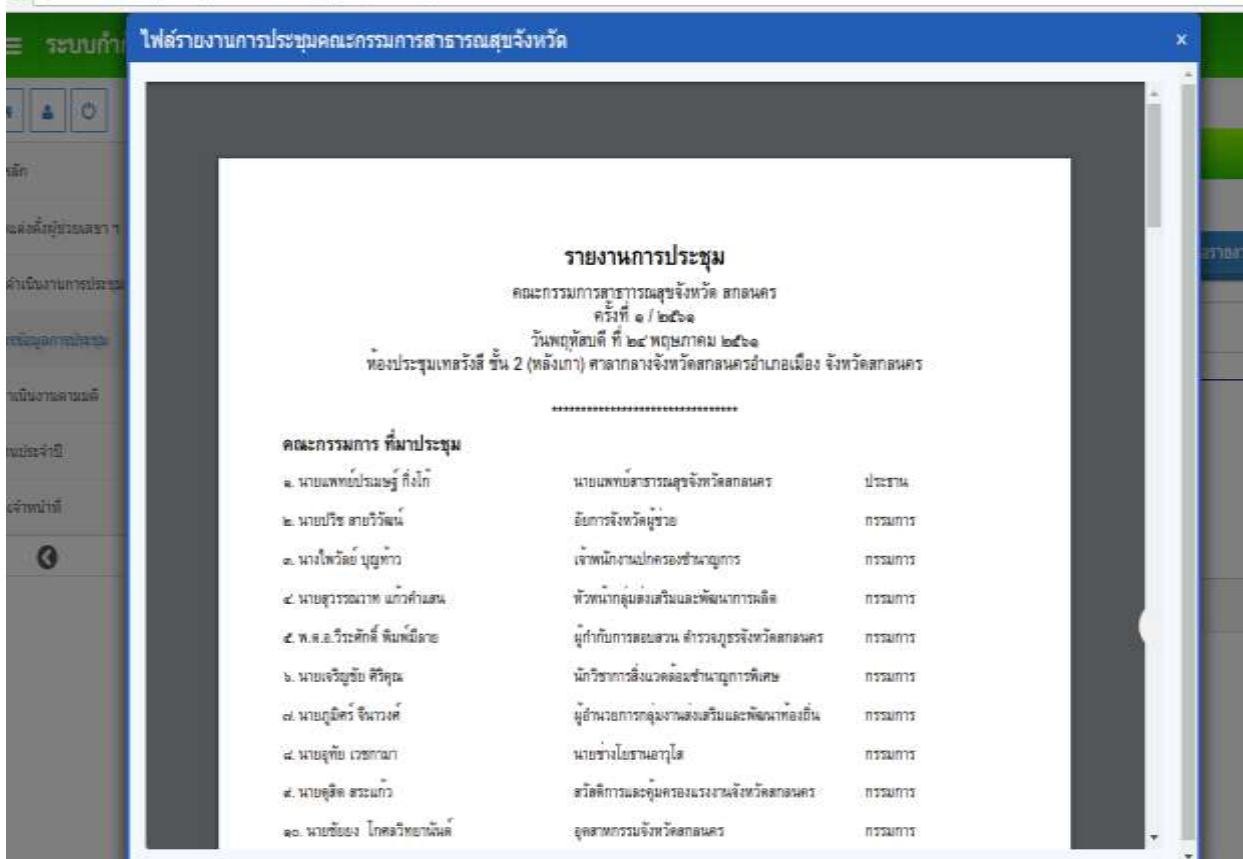 ระบบกำก
ไฟล์รายงานการประชุมคณะกรรมการสาธารณสุขจังหวัด
x
ดำเนินงานการประชุม
รายงานการประชุม
คณะกรรมการสาธารณสุขจังหวัด สกลนคร
ครั้งที่ ๑ / ๒๕๖๑
วันพฤหัสบดี ที่ ๒๔ พฤษภาคม ๒๕๖๑
ห้องประชุมเทสรังสี ชั้น 2 (หลังเก่า) ศาลากลางจังหวัดสกลนครอำเภอเมือง จังหวัดสกลนคร
********************************
คณะกรรมการ ที่มาประชุม
๑. นายแพทย์ปรเมษฐ์ กิ่งโก้ นายแพทย์สาธารณสุขจังหวัดสกลนคร ประธาน
๒. นายปวิช สายวิวัฒน์ อัยการจังหวัดผู้ช่วย กรรมการ
๓. นางไพวัลย์ บุญท้าว เจ้าพนักงานปกครองชำนาญการ กรรมการ
๔. นายสุวรรณวาท แก้วคำแสน หัวหน้ากลุ่มส่งเสริมและพัฒนาการผลิต กรรมการ
๕. พ.ต.อ.วีระศักดิ์ พิมพ์มีลาย ผู้กำกับการสอบสวน ตำรวจภูธรจังหวัดสกลนคร กรรมการ
๖. นายเจริญชัย ศิริคุณ นักวิชาการสิ่งแวดล้อมชำนาญการพิเศษ กรรมการ
๗. นายภูมิศร์ จินาวงศ์ ผู้อำนวยการกลุ่มงานส่งเสริมและพัฒนาท้องถิ่น กรรมการ
๘. นายอุทัย เวชกามา นายช่างโยธานอาวุโส กรรมการ
๙. นายดุสิต สระแก้ว สวัสดิการและคุ้มครองแรงงานจังหวัดสกลนคร กรรมการ
๑๐. นายชัยยง โกศลวิทยานันต์ อุตสาหกรรมจังหวัดสกลนคร กรรมการ